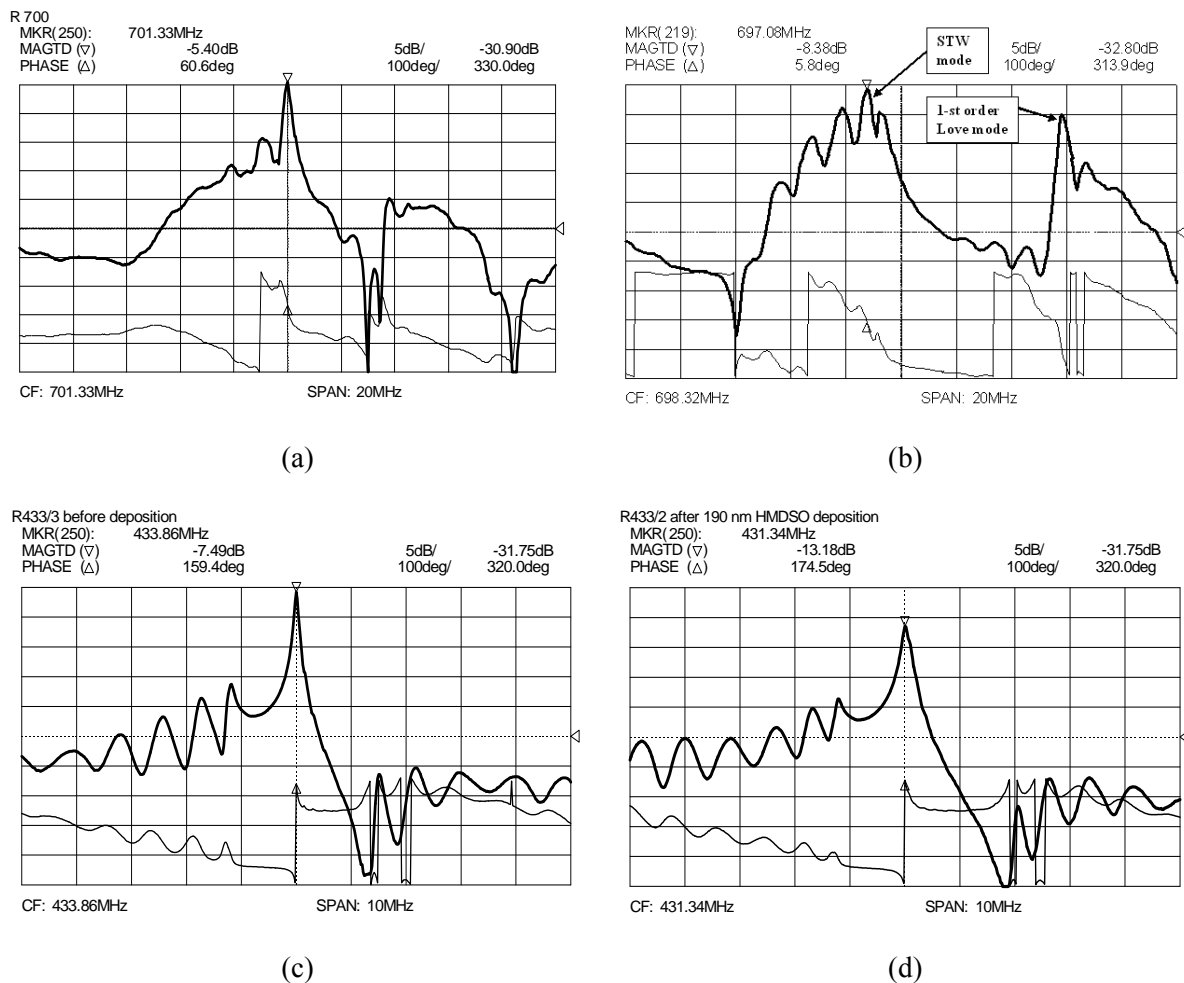 R 700
MKR(250): 701.33MHz
MAGTD (▽) -5.40dB 5dB/ -30.90dB
PHASE (△) 60.6deg 100deg/ 330.0deg
CF: 701.33MHz SPAN: 20MHz
(a)
MKR(219): 697.08MHz
MAGTD (▽) -8.38dB 5dB/ -32.80dB
PHASE (△) 5.8deg 100deg/ 313.9deg
STW
mode
1-st order
Love mode
CF: 698.32MHz SPAN: 20MHz
(b)
R433/3 before deposition
MKR(250): 433.86MHz
MAGTD (▽) -7.49dB 5dB/ -31.75dB
PHASE (△) 159.4deg 100deg/ 320.0deg
CF: 433.86MHz SPAN: 10MHz
(c)
R433/2 after 190 nm HMDSO deposition
MKR(250): 431.34MHz
MAGTD (▽) -13.18dB 5dB/ -31.75dB
PHASE (△) 174.5deg 100deg/ 320.0deg
CF: 431.34MHz SPAN: 10MHz
(d)